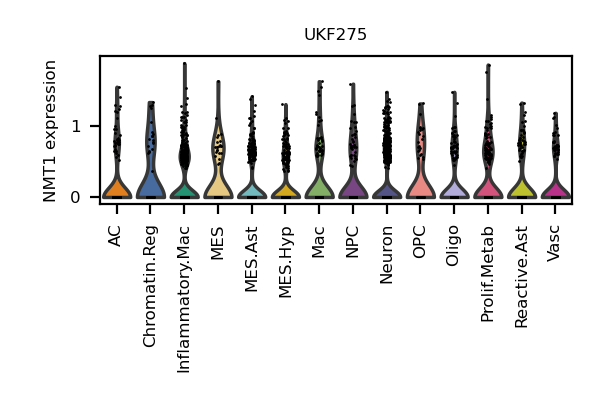 UKF275
NMT1 expression
1
0
AC
Chromatin.Reg
Inflammatory.Mac
MES
MES.Ast
MES.Hyp
Mac
NPC
Neuron
OPC
Oligo
Prolif.Metab
Reactive.Ast
Vasc